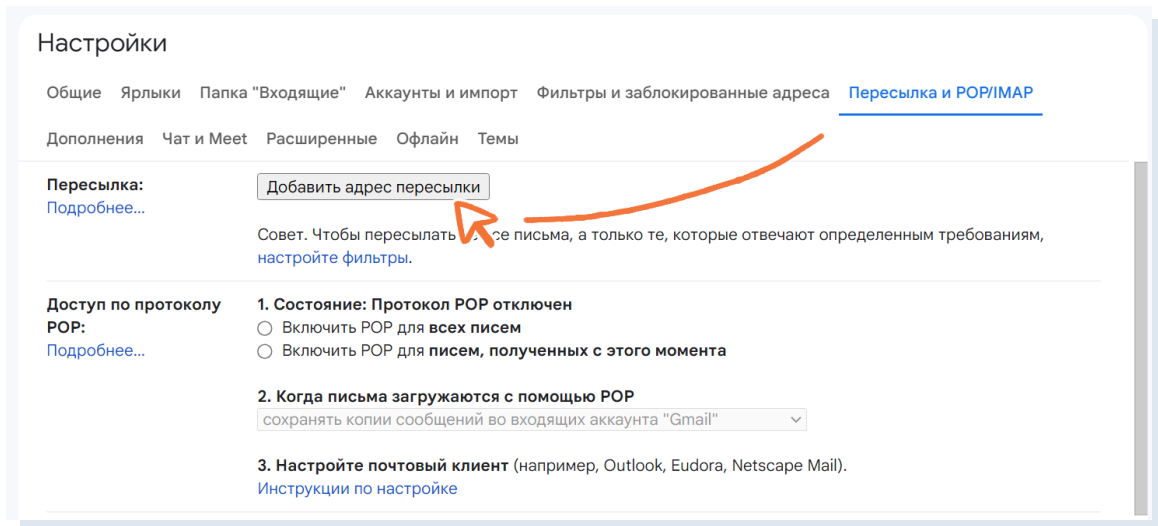 Настройки
Общие Ярлыки Папка "Входящие" Аккаунты и импорт Фильтры и заблокированные адреса Пересылка и POP/IMAP
Дополнения Чат и Meet Расширенные Офлайн Темы
Пересылка:
Подробнее...
Добавить адрес пересылки
Совет. Чтобы пересылать се письма, а только те, которые отвечают определенным требованиям,
настройте фильтры.
Доступ по протоколу
POP:
Подробнее...
1. Состояние: Протокол POP отключен
Включить POP для всех писем
Включить POP для писем, полученных с этого момента
2. Когда письма загружаются с помощью POP
сохранять копии сообщений во входящих аккаунта "Gmail"
3. Настройте почтовый клиент (например, Outlook, Eudora, Netscape Mail).
Инструкции по настройке